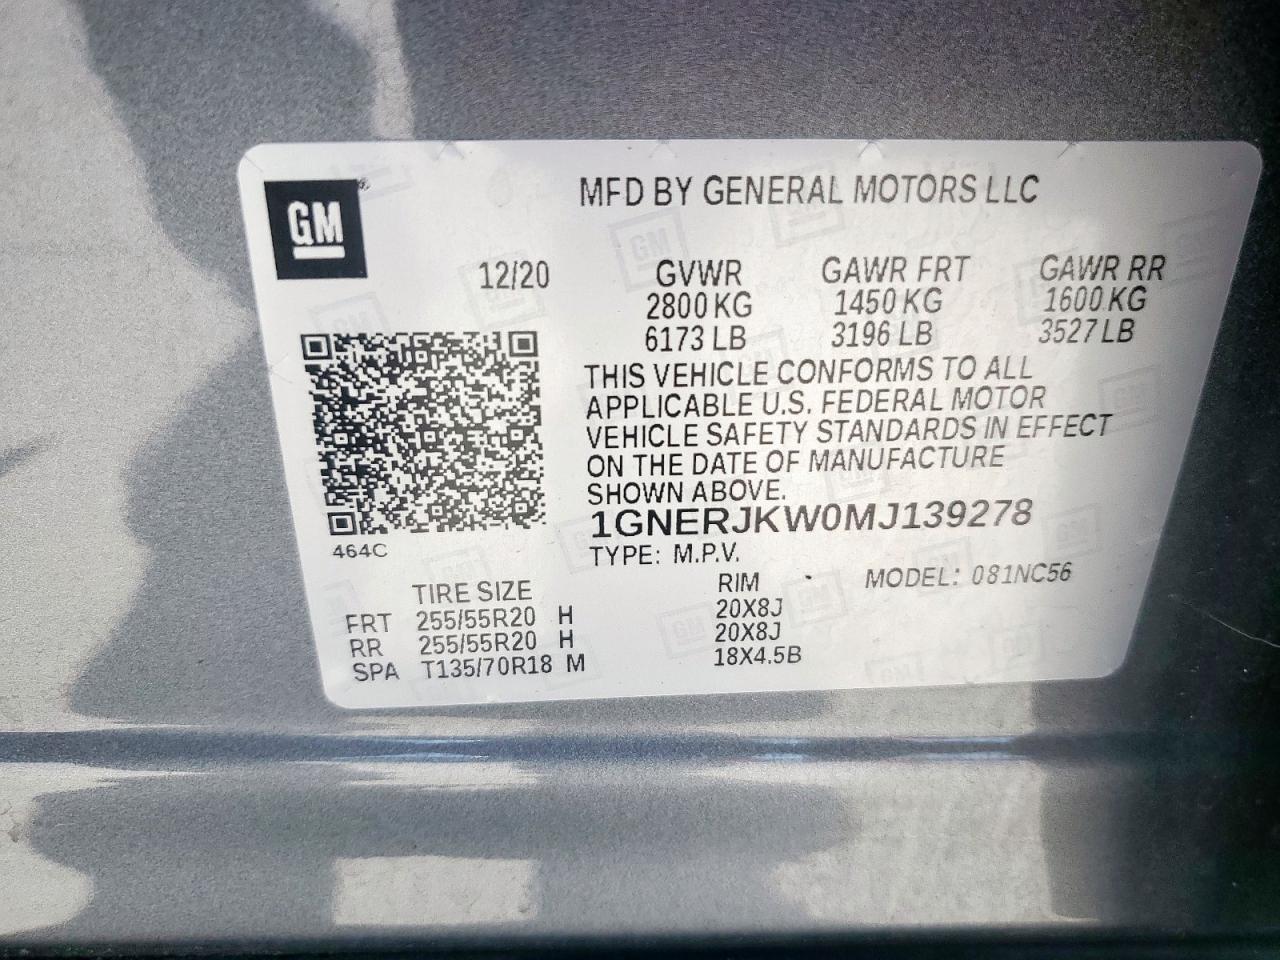 GM®
MFD BY GENERAL MOTORS LLC
12/20 GVWR GAWR FRT GAWR RR
2800 KG 1450 KG 1600 KG
6173 LB 3196 LB 3527 LB
THIS VEHICLE CONFORMS TO ALL
APPLICABLE U.S. FEDERAL MOTOR
VEHICLE SAFETY STANDARDS IN EFFECT
ON THE DATE OF MANUFACTURE
SHOWN ABOVE.
1GNERJKW0MJ139278
464C
TYPE: M.P.V.
TIRE SIZE RIM MODEL: 081NC56
FRT 255/55R20 H 20X8J
RR 255/55R20 H 20X8J
SPA T135/70R18 M 18X4.5B